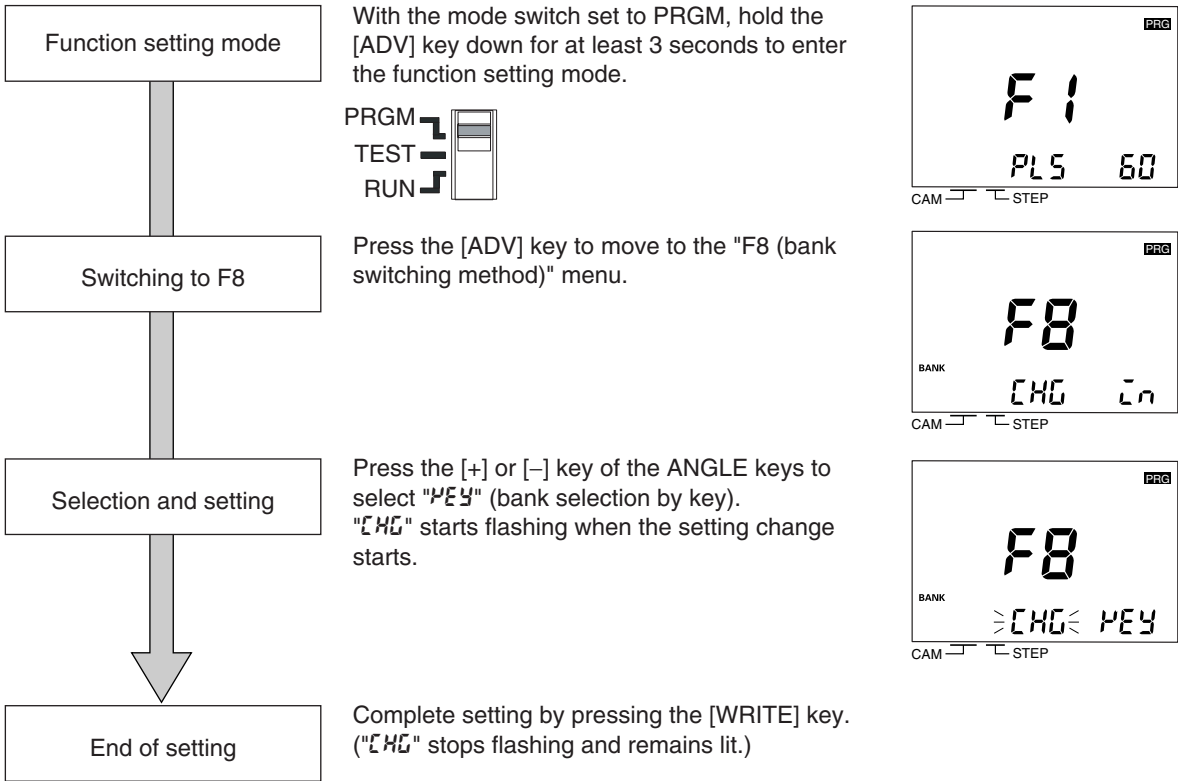 Function setting mode
With the mode switch set to PRGM, hold the
[ADV] key down for at least 3 seconds to enter
the function setting mode.
PRGM
TEST
RUN
PRG
F1
PLS 60
CAM STEP
Switching to F8
Press the [ADV] key to move to the "F8 (bank
switching method)" menu.
PRG
F8
BANK
CHG in
CAM STEP
Selection and setting
Press the [+] or [–] key of the ANGLE keys to
select "KEY" (bank selection by key).
"CHG" starts flashing when the setting change
starts.
PRG
F8
BANK
CHG KEY
CAM STEP
End of setting
Complete setting by pressing the [WRITE] key.
("CHG" stops flashing and remains lit.)